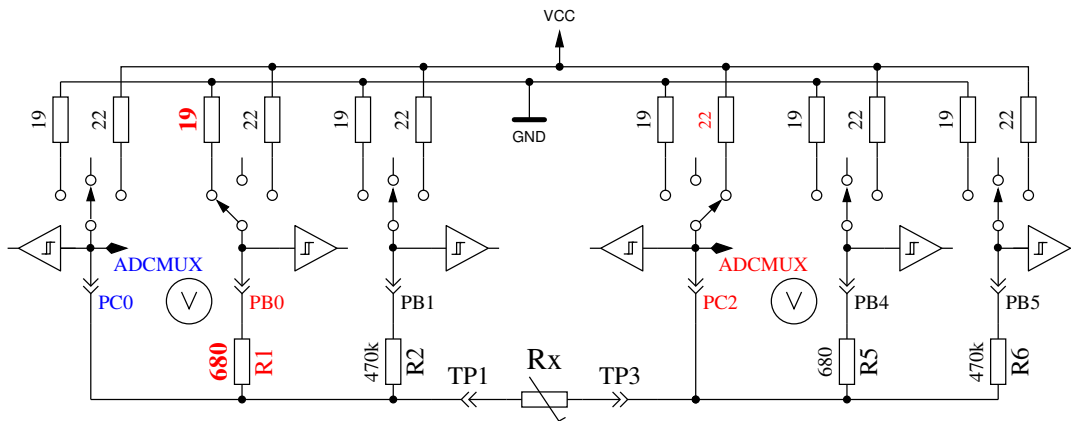 VCC
19
22
19
22
19
22
GND
19
22
19
22
19
22
ADCMUX
PC0
V
PB0
PB1
ADCMUX
PC2
V
PB4
PB5
680
R1
470k
R2
TP1
Rx
TP3
680
R5
470k
R6